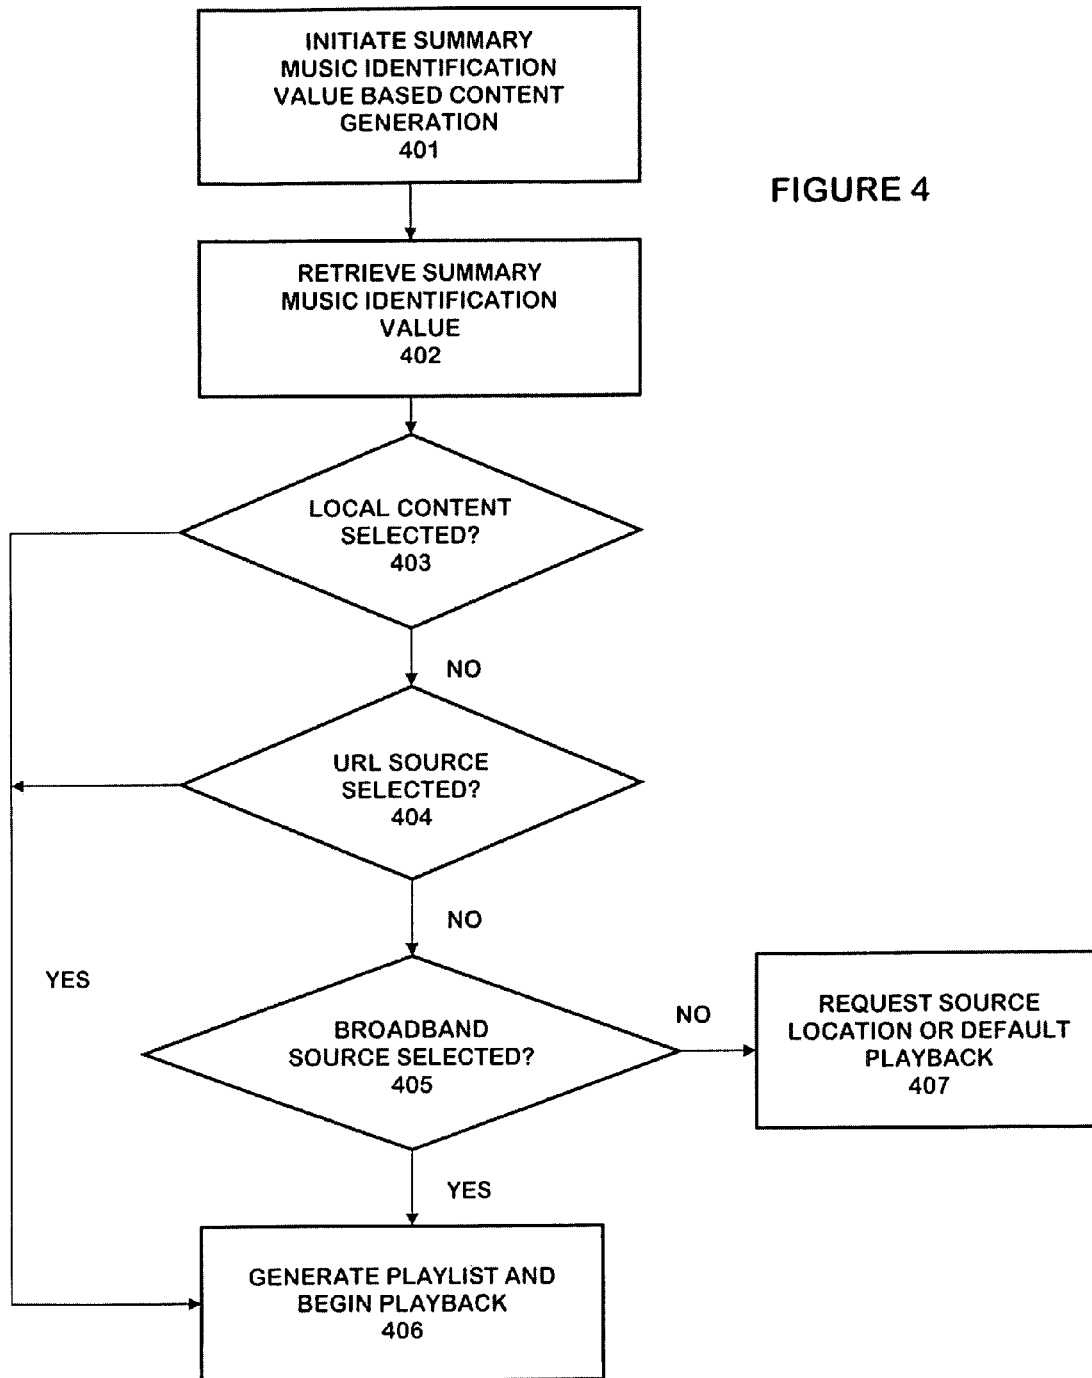 INITIATE SUMMARY
MUSIC IDENTIFICATION
VALUE BASED CONTENT
GENERATION
401
FIGURE 4
RETRIEVE SUMMARY
MUSIC IDENTIFICATION
VALUE
402
LOCAL CONTENT
SELECTED?
403
NO
URL SOURCE
SELECTED?
404
NO
YES
BROADBAND
SOURCE SELECTED?
405
NO
REQUEST SOURCE
LOCATION OR DEFAULT
PLAYBACK
407
YES
GENERATE PLAYLIST AND
BEGIN PLAYBACK
406